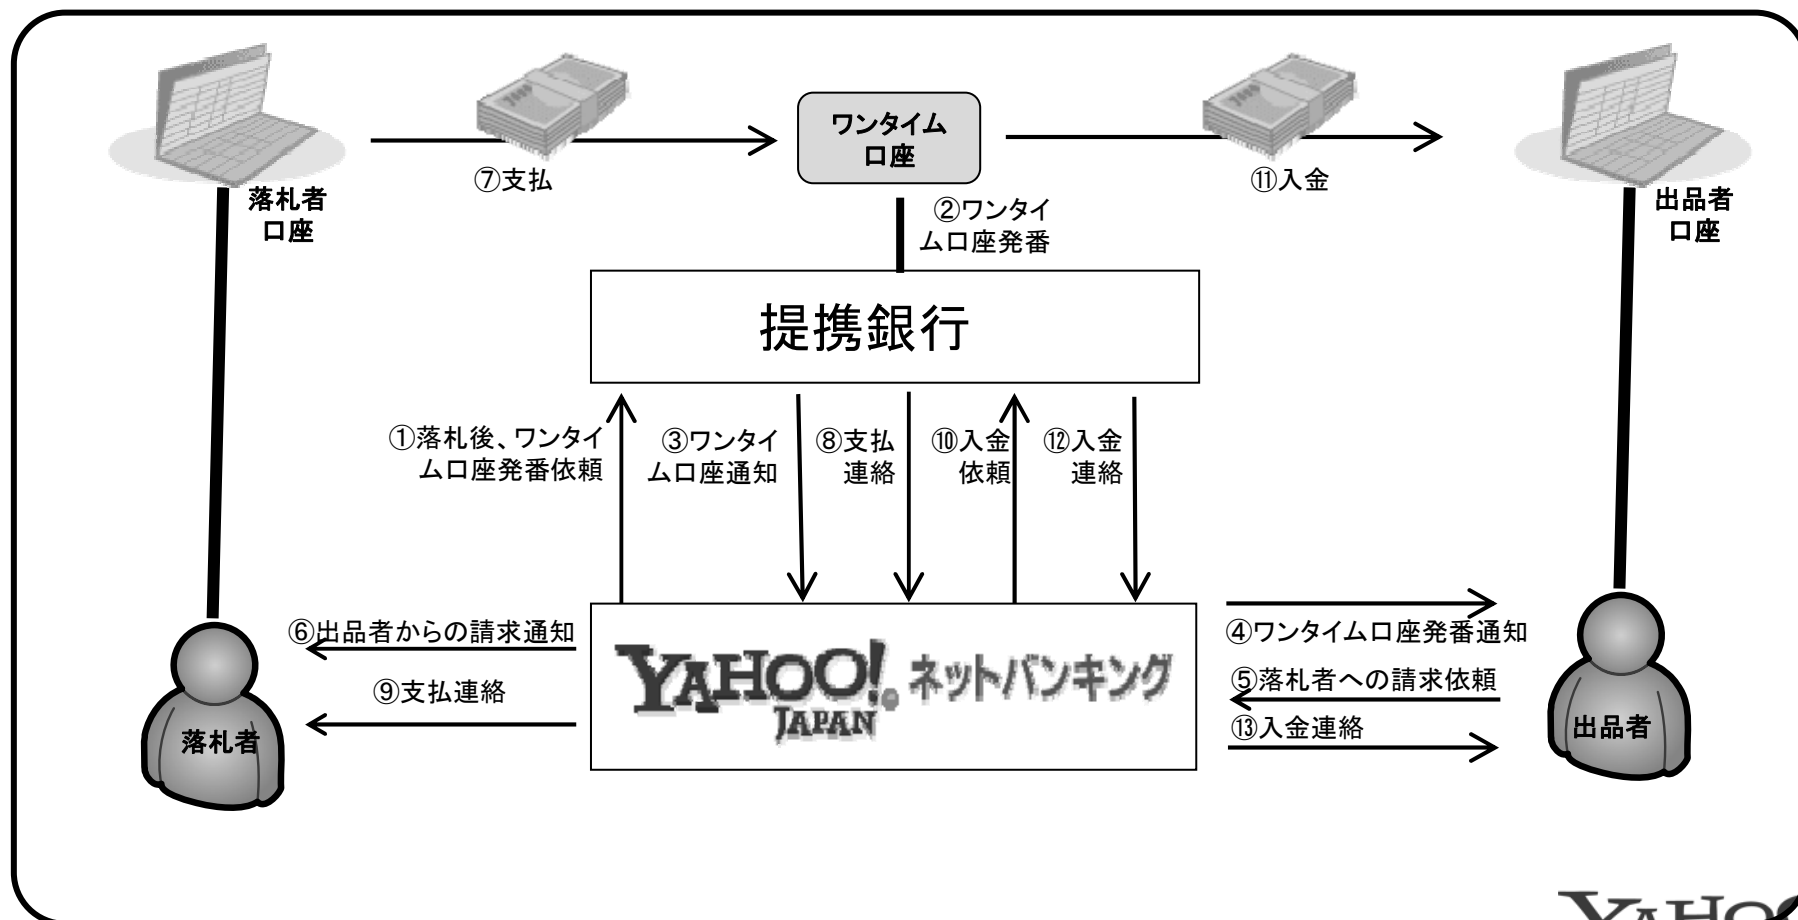 ワンタイム
口座
⑦支払
⑪入金
落札者
口座
出品者
口座
②ワンタイ
ム口座発番
提携銀行
①落札後、ワンタイ
ム口座発番依頼
③ワンタイ
ム口座通知
⑧支払
連絡
⑩入金
依頼
⑫入金
連絡
⑥出品者からの請求通知
⑨支払連絡
YAHOO! ネットバンキング
JAPAN
④ワンタイムロ座発番通知
⑤落札者への請求依頼
⑬入金連絡
落札者
出品者